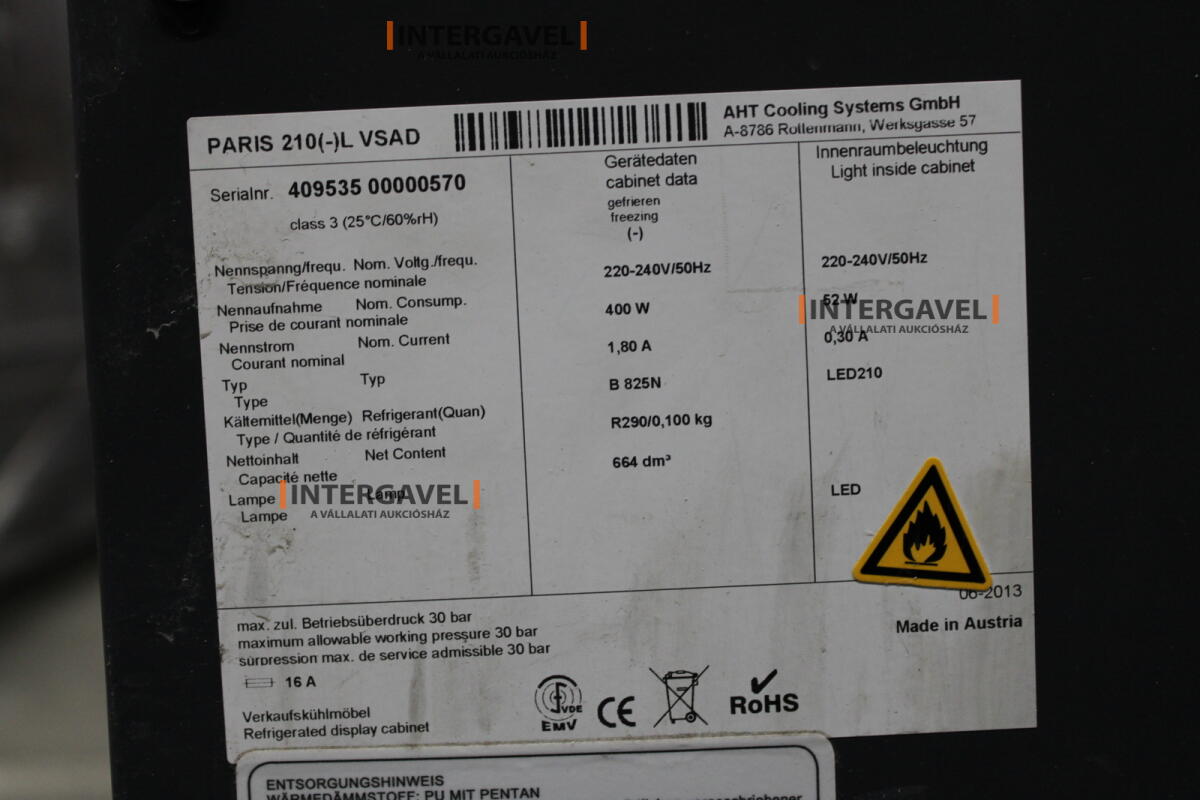 INTERGAVEL
A VÁLLALATI AUKCIÓSHÁZ
PARIS 210(-)L VSAD
AHT Cooling Systems GmbH
A-8786 Rottenmann, Werksgasse 57
Serialnr. 409535 00000570
class 3 (25°C/60%rH)
Gerätedaten
cabinet data
gefrieren
freezing
(-)
Innenraumbeleuchtung
Light inside cabinet
Nennspanng/frequ. Nom. Voltg./frequ. 220-240V/50Hz 220-240V/50Hz
Tension/Fréquence nominale
Nennaufnahme Nom. Consump. 400 W 52 W
Prise de courant nominale
INTERGAVEL
A VÁLLALATI AUKCIÓSHÁZ
Nennstrom Nom. Current 1,80 A 0,30 A
Courant nominal
Typ Typ B 825N LED210
Type
Kältemittel(Menge) Refrigerant(Quan) R290/0,100 kg
Type / Quantité de réfrigérant
Nettoinhalt Net Content 664 dm³
Capacité nette
Lampe Lamp LED
Lampe
INTERGAVEL
A VÁLLALATI AUKCIÓSHÁZ
06-2013
Made in Austria
max. zul. Betriebsüberdruck 30 bar
maximum allowable working pressure 30 bar
surpression max. de service admissible 30 bar
16 A
Verkaufskühlmöbel
Refrigerated display cabinet
VDE
EMV
CE
RoHS
ENTSORGUNGSHINWEIS
WÄRMEDÄMMSTOFF: PU MIT PENTAN